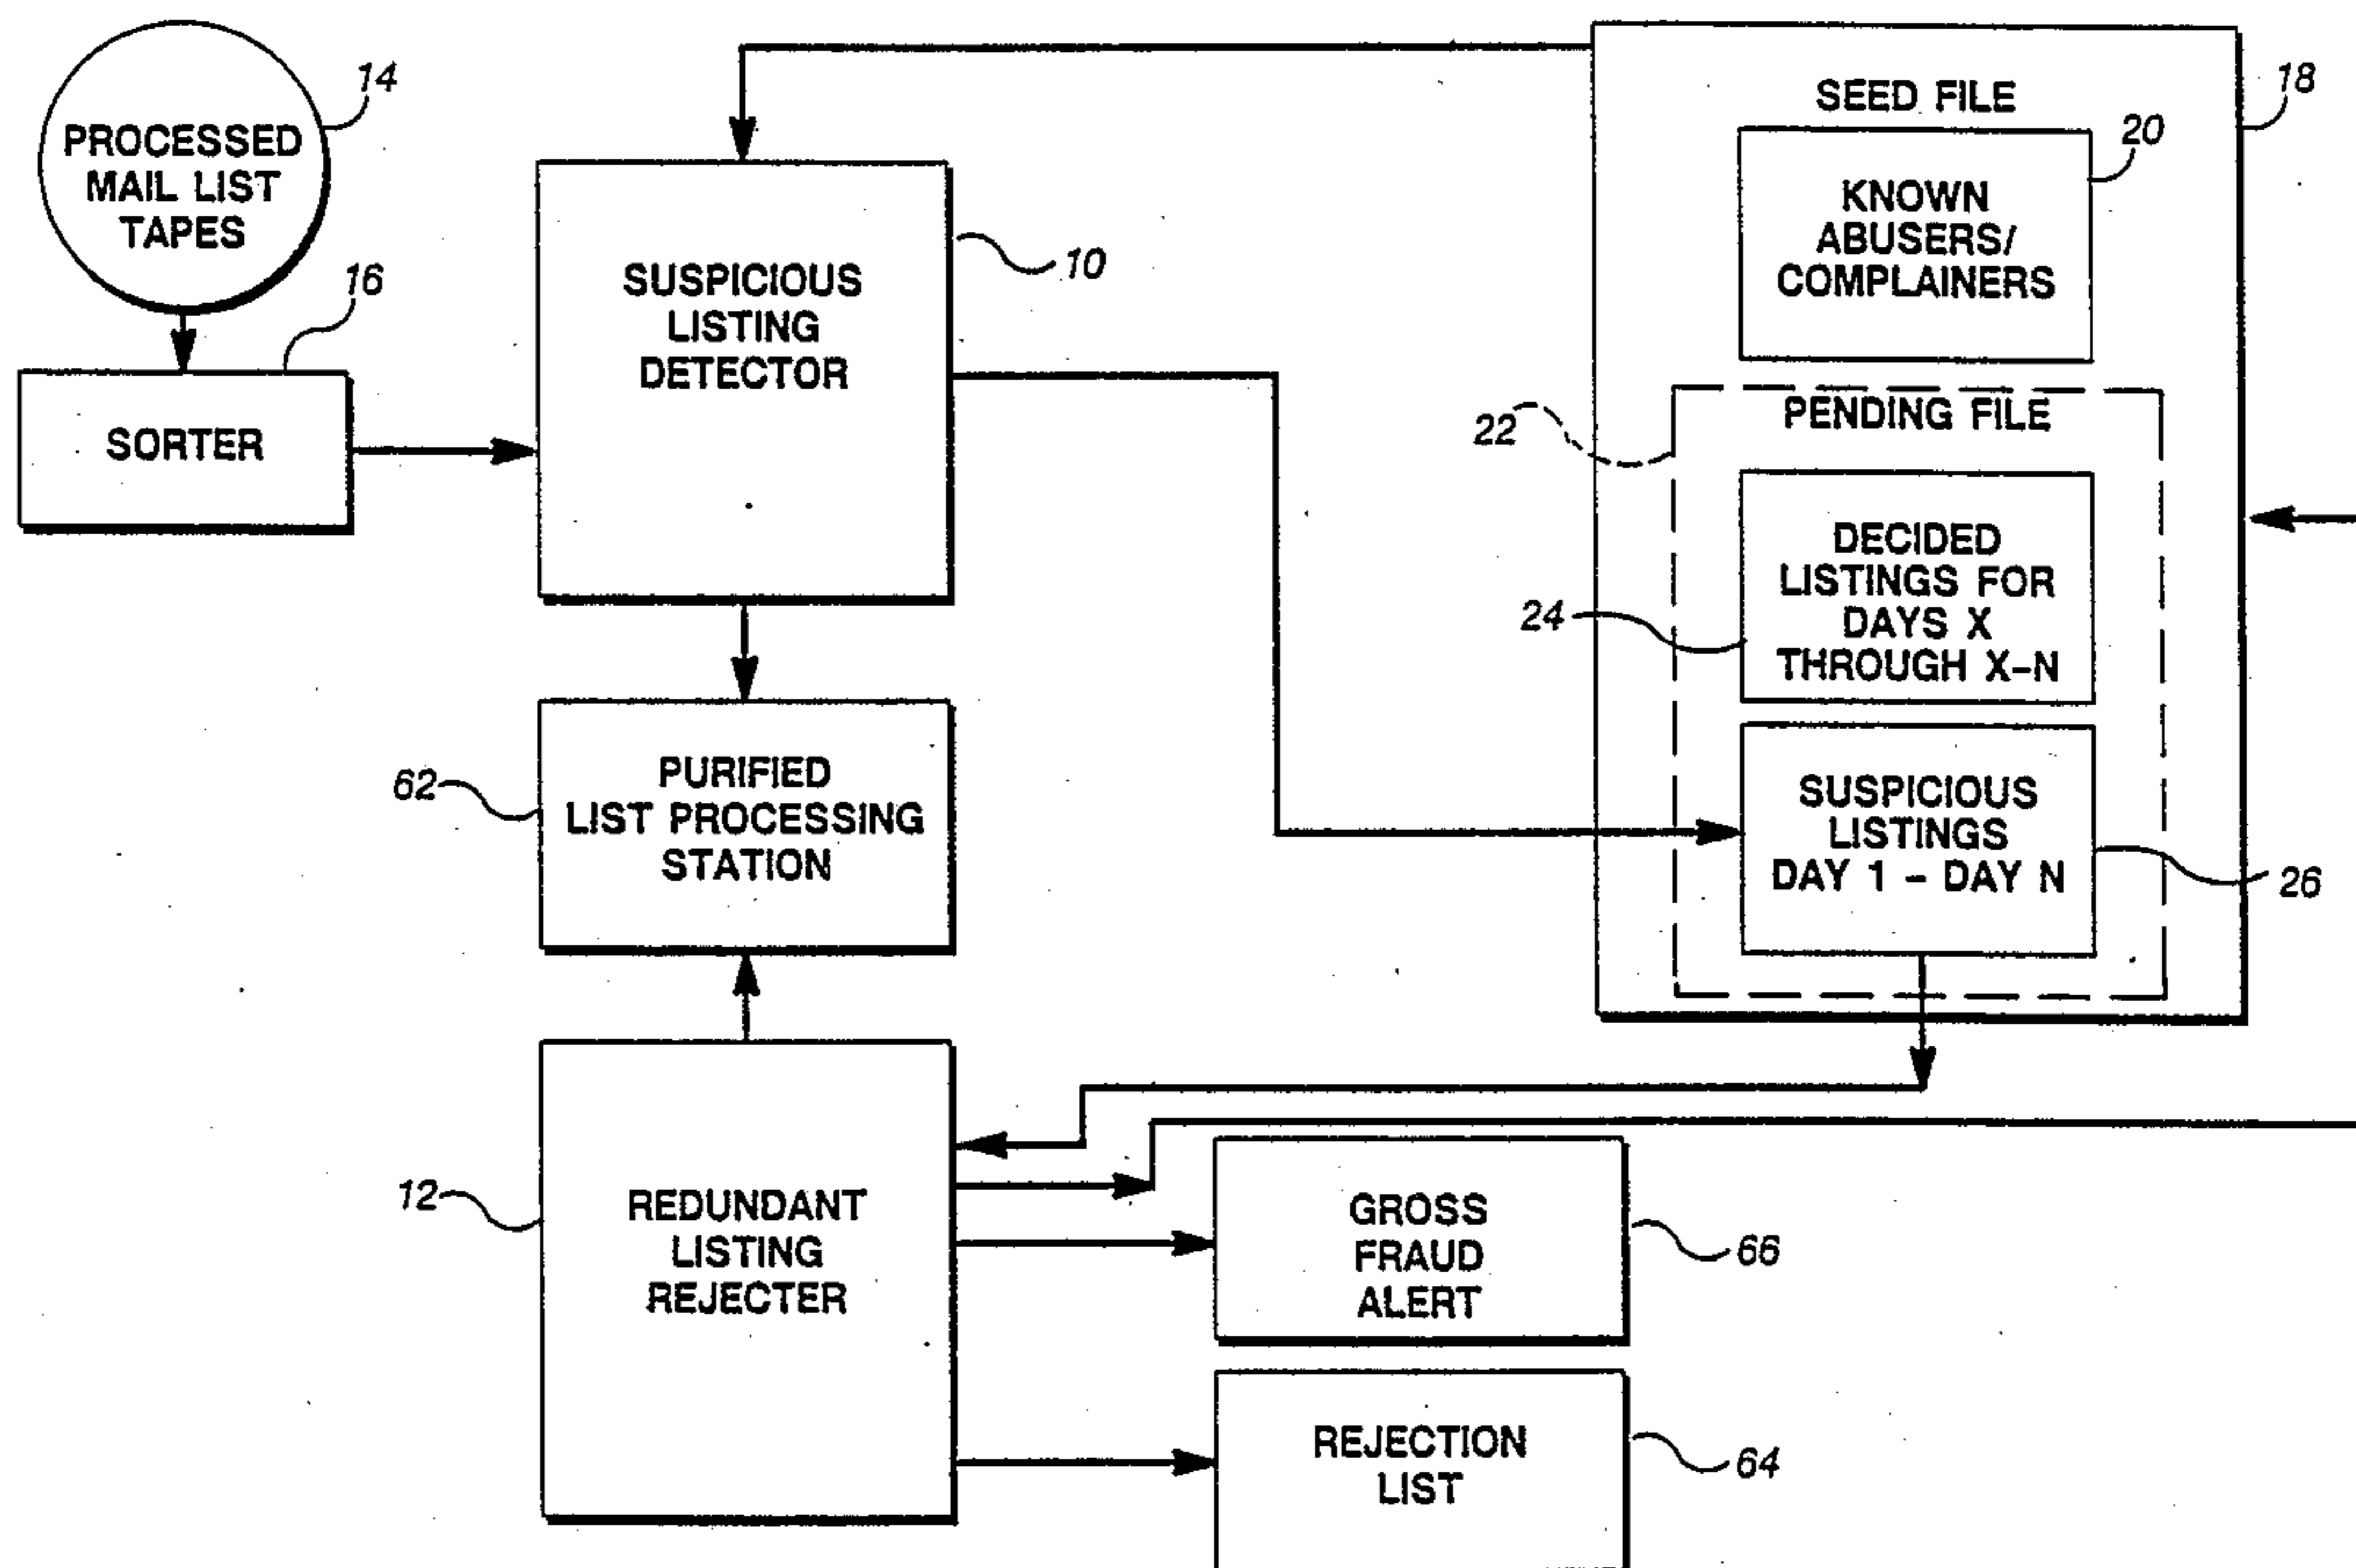 14
PROCESSED
MAIL LIST
TAPES
16
SORTER
SUSPICIOUS
LISTING
DETECTOR
10
SEED FILE
18
20
KNOWN
ABUSERS/
COMPLAINERS
22
PENDING FILE
24
DECIDED
LISTINGS FOR
DAYS X
THROUGH X-N
SUSPICIOUS
LISTINGS
DAY 1 - DAY N
26
62
PURIFIED
LIST PROCESSING
STATION
12
REDUNDANT
LISTING
REJECTER
GROSS
FRAUD
ALERT
66
REJECTION
LIST
64